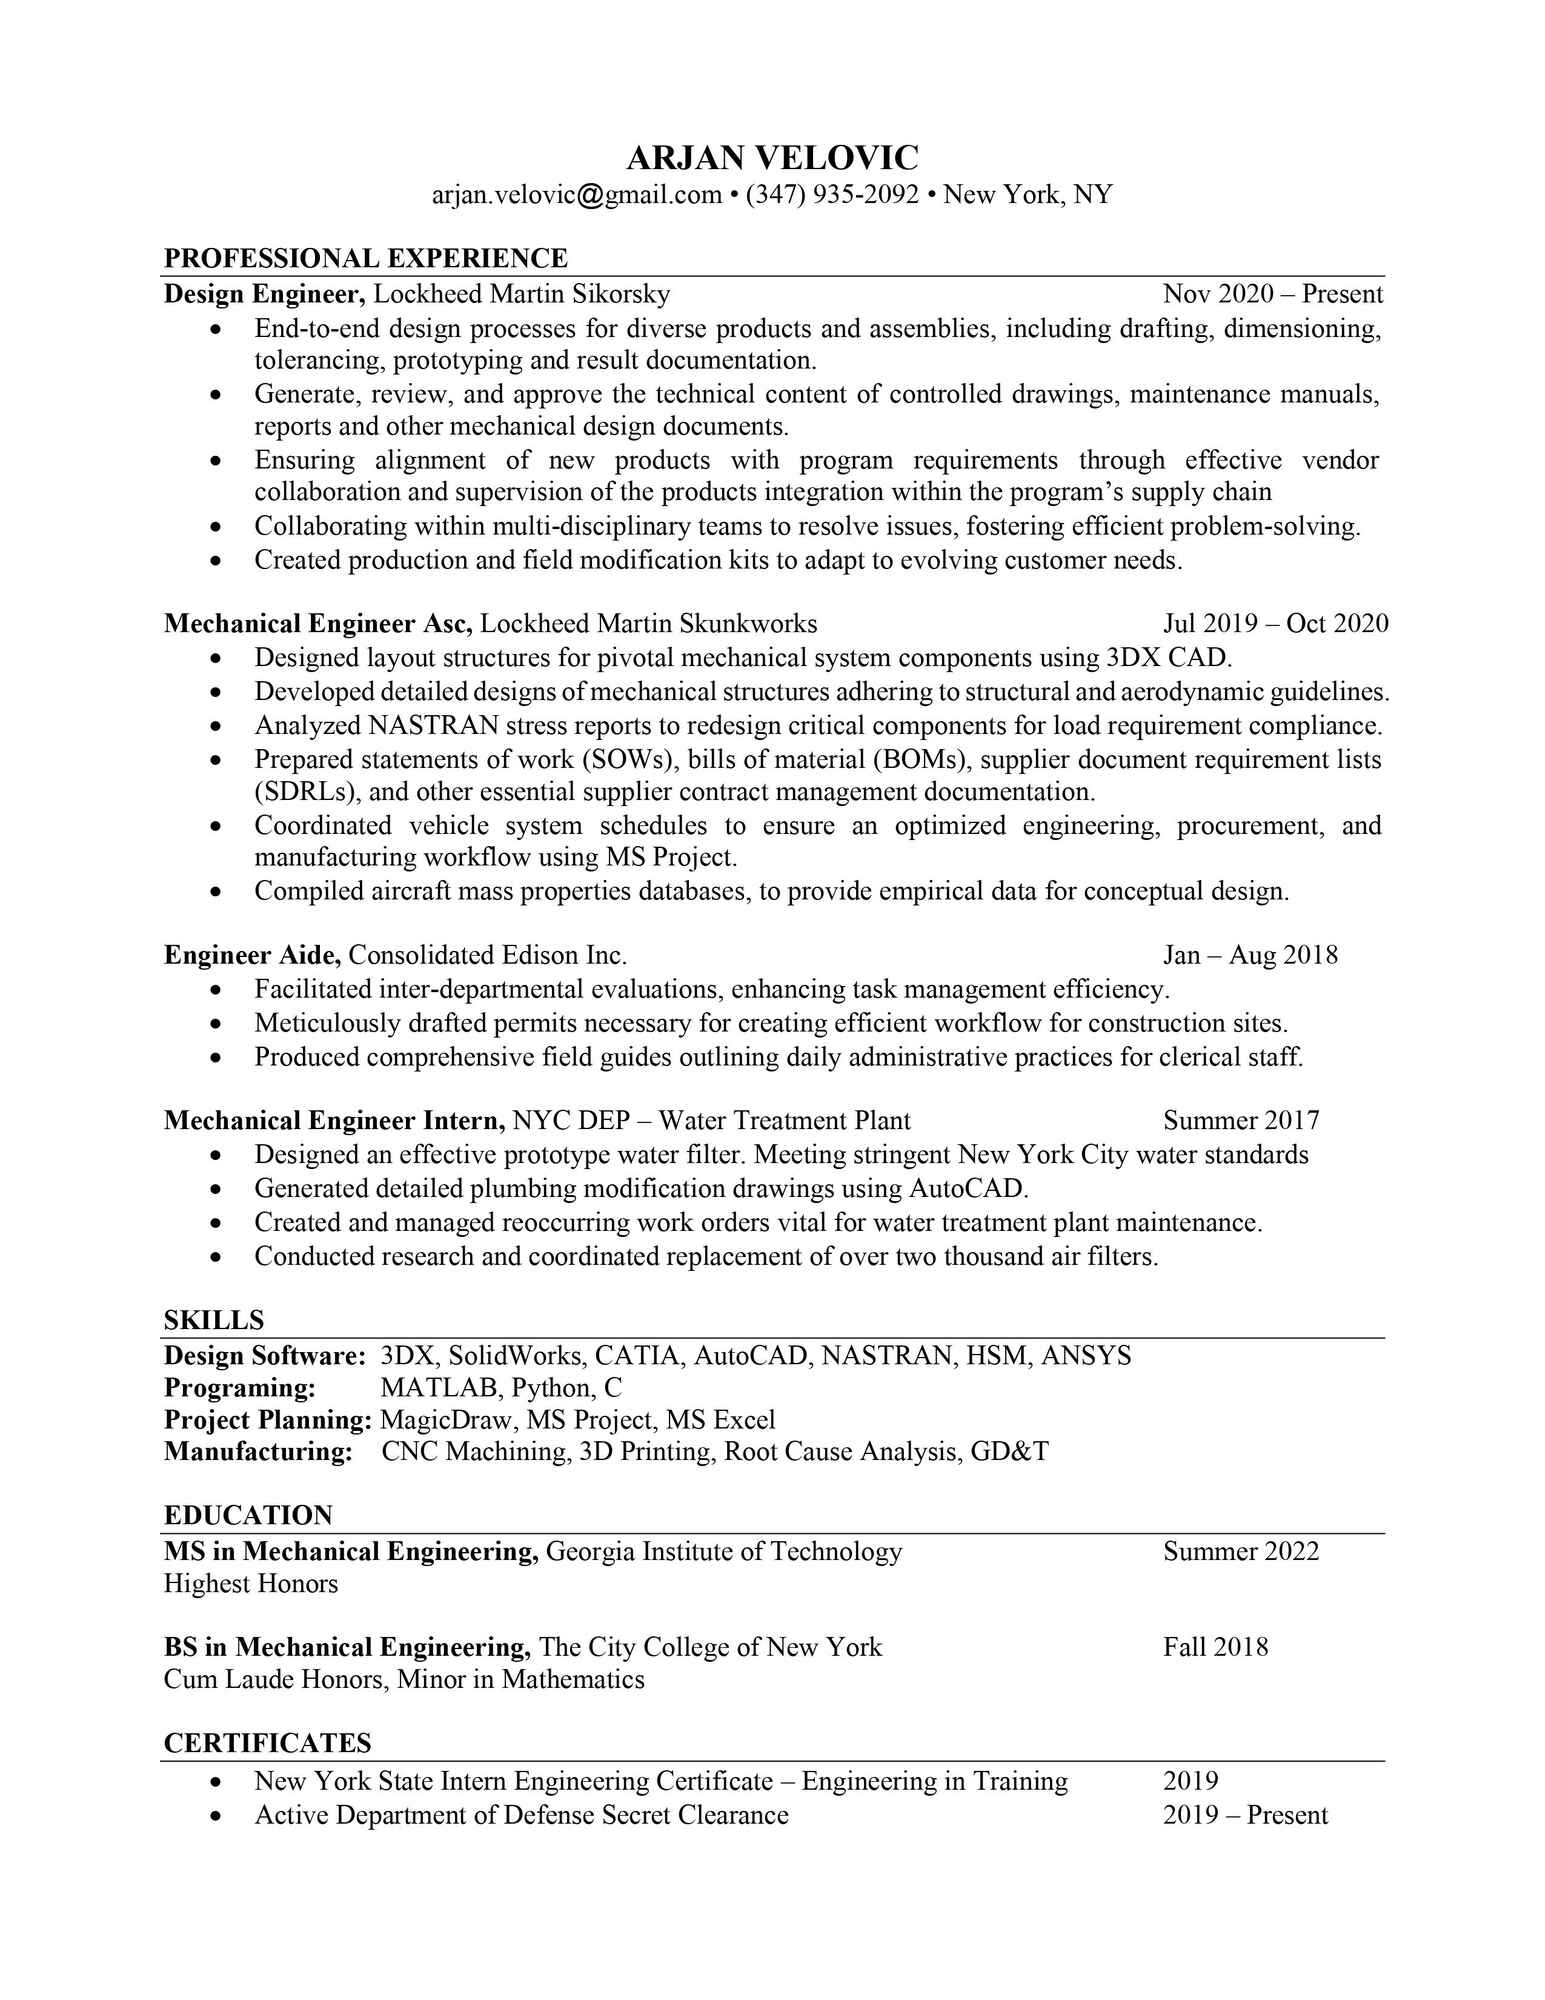 ARJAN VELOVIC
arjan.velovic@gmail.com • (347) 935-2092 • New York, NY
PROFESSIONAL EXPERIENCE
Design Engineer, Lockheed Martin Sikorsky Nov 2020 – Present
• End-to-end design processes for diverse products and assemblies, including drafting, dimensioning,
tolerancing, prototyping and result documentation.
• Generate, review, and approve the technical content of controlled drawings, maintenance manuals,
reports and other mechanical design documents.
• Ensuring alignment of new products with program requirements through effective vendor
collaboration and supervision of the products integration within the program’s supply chain
• Collaborating within multi-disciplinary teams to resolve issues, fostering efficient problem-solving.
• Created production and field modification kits to adapt to evolving customer needs.
Mechanical Engineer Asc, Lockheed Martin Skunkworks Jul 2019 – Oct 2020
• Designed layout structures for pivotal mechanical system components using 3DX CAD.
• Developed detailed designs of mechanical structures adhering to structural and aerodynamic guidelines.
• Analyzed NASTRAN stress reports to redesign critical components for load requirement compliance.
• Prepared statements of work (SOWs), bills of material (BOMs), supplier document requirement lists
(SDRLs), and other essential supplier contract management documentation.
• Coordinated vehicle system schedules to ensure an optimized engineering, procurement, and
manufacturing workflow using MS Project.
• Compiled aircraft mass properties databases, to provide empirical data for conceptual design.
Engineer Aide, Consolidated Edison Inc. Jan – Aug 2018
• Facilitated inter-departmental evaluations, enhancing task management efficiency.
• Meticulously drafted permits necessary for creating efficient workflow for construction sites.
• Produced comprehensive field guides outlining daily administrative practices for clerical staff.
Mechanical Engineer Intern, NYC DEP – Water Treatment Plant Summer 2017
• Designed an effective prototype water filter. Meeting stringent New York City water standards
• Generated detailed plumbing modification drawings using AutoCAD.
• Created and managed reoccurring work orders vital for water treatment plant maintenance.
• Conducted research and coordinated replacement of over two thousand air filters.
SKILLS
Design Software: 3DX, SolidWorks, CATIA, AutoCAD, NASTRAN, HSM, ANSYS
Programing: MATLAB, Python, C
Project Planning: MagicDraw, MS Project, MS Excel
Manufacturing: CNC Machining, 3D Printing, Root Cause Analysis, GD&T
EDUCATION
MS in Mechanical Engineering, Georgia Institute of Technology Summer 2022
Highest Honors
BS in Mechanical Engineering, The City College of New York Fall 2018
Cum Laude Honors, Minor in Mathematics
CERTIFICATES
• New York State Intern Engineering Certificate – Engineering in Training 2019
• Active Department of Defense Secret Clearance 2019 – Present